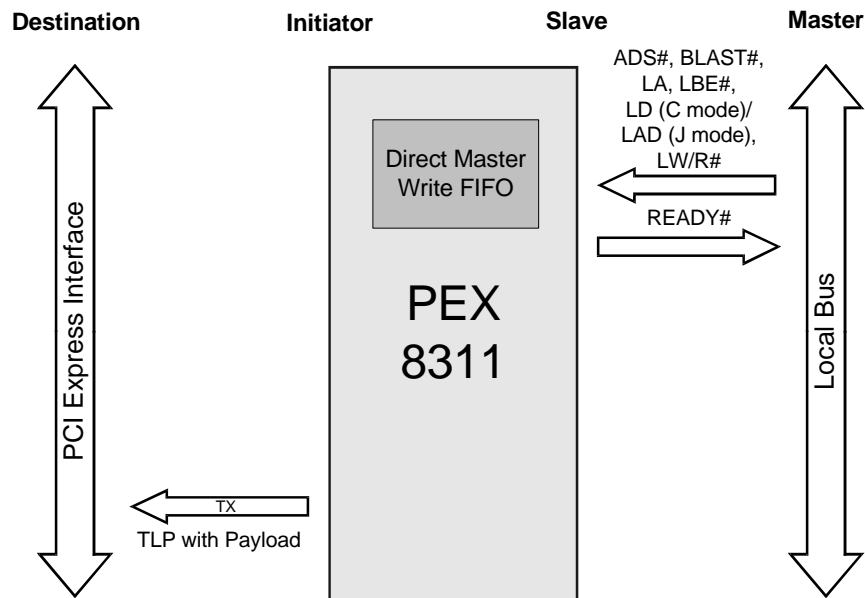 Destination
Initiator
Slave
Master
ADS#, BLAST#,
LA, LBE#,
LD (C mode)/
LAD (J mode),
LW/R#
Direct Master
Write FIFO
READY#
PEX
8311
PCI Express Interface
Local Bus
TX
TLP with Payload